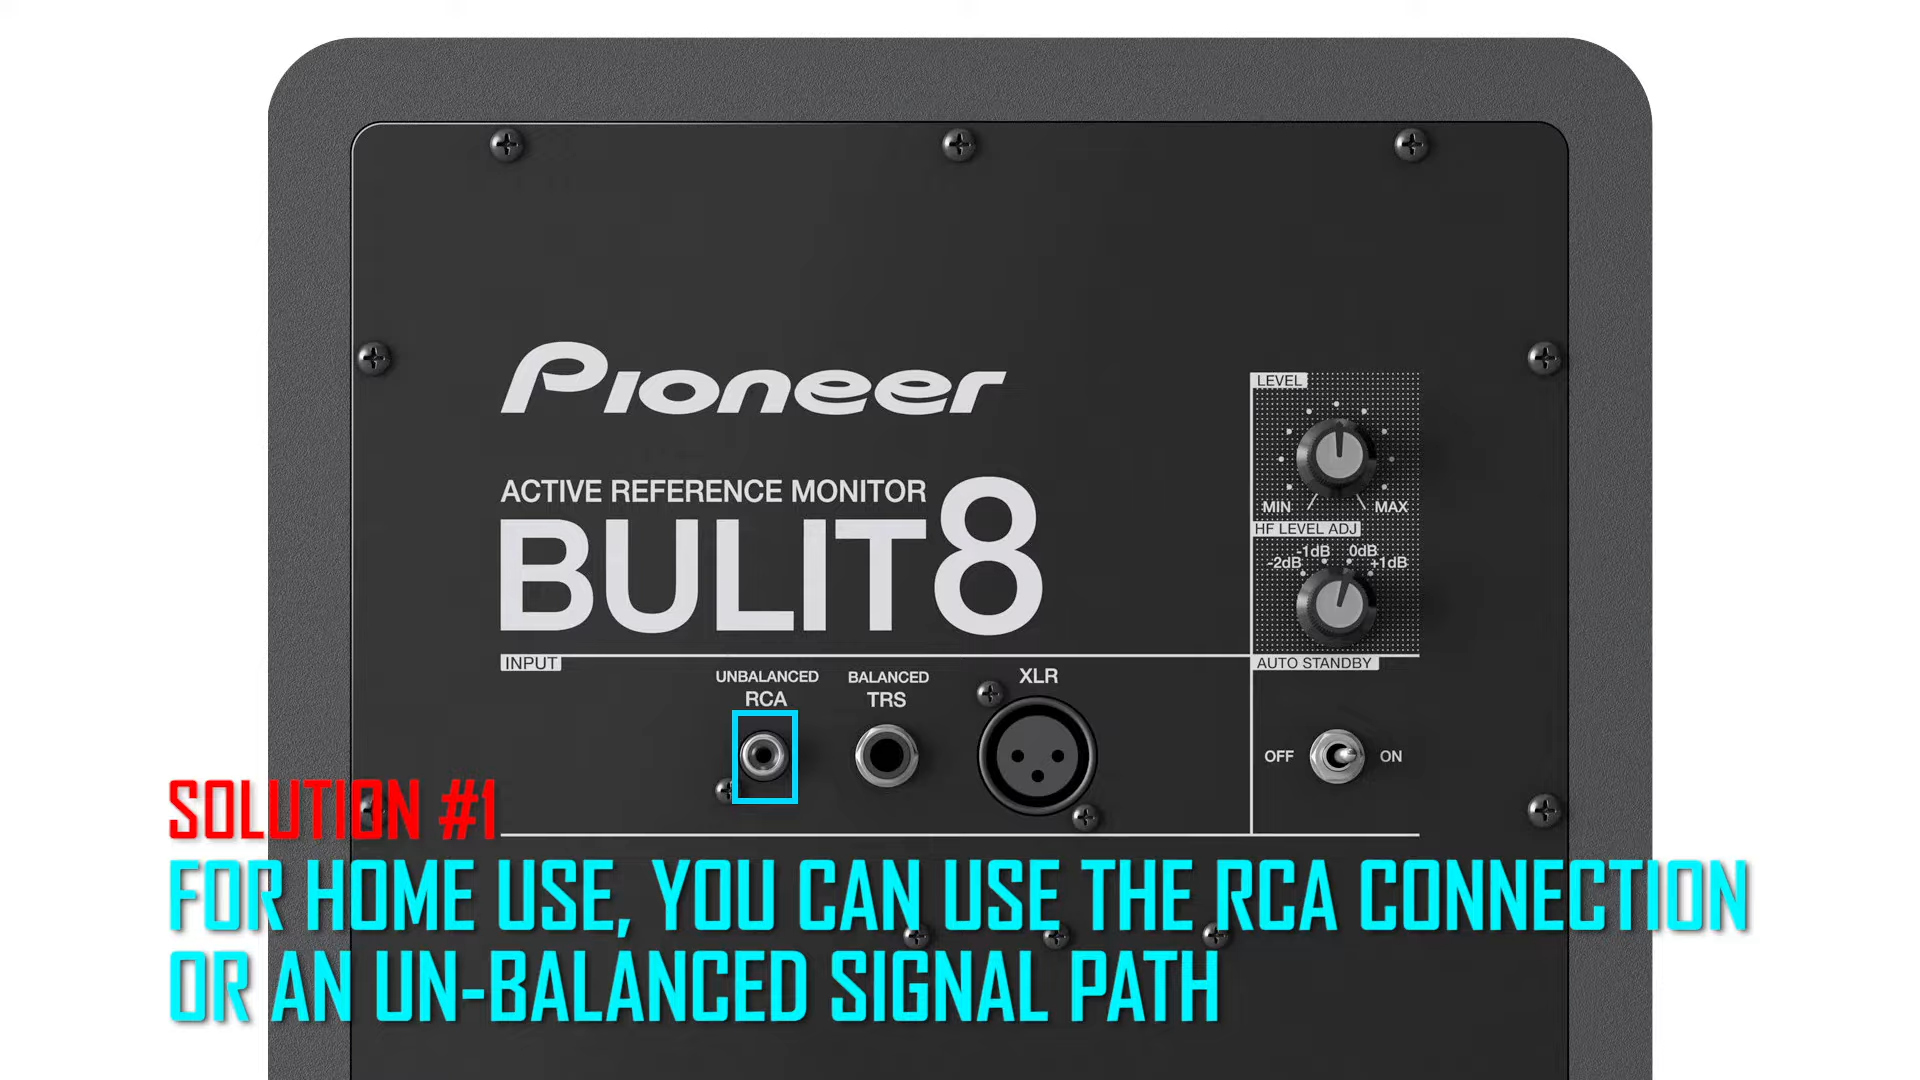 Pioneer
ACTIVE REFERENCE MONITOR
BULIT8
LEVEL
MIN MAX
HF LEVEL ADJ
-2dB -1dB 0dB +1dB
INPUT
UNBALANCED
RCA
BALANCED
TRS
XLR
AUTO STANDBY
OFF ON
SOLUTION #1
FOR HOME USE, YOU CAN USE THE RCA CONNECTION
OR AN UN-BALANCED SIGNAL PATH